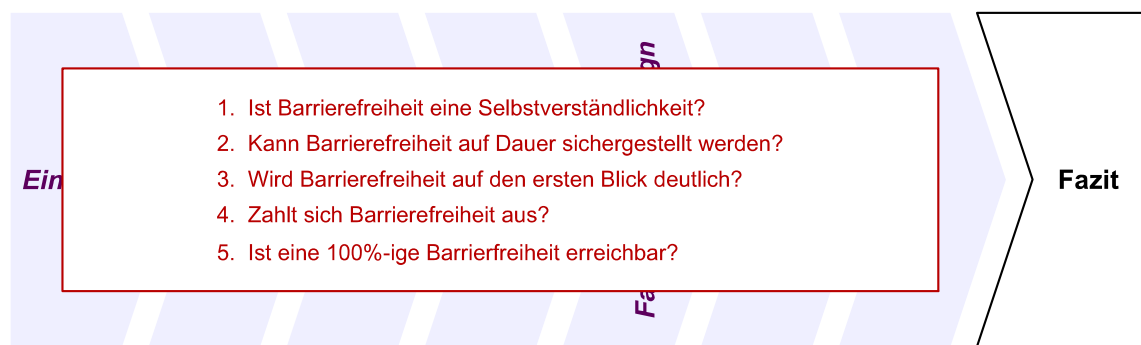 1. Ist Barrierefreiheit eine Selbstverständlichkeit?
2. Kann Barrierefreiheit auf Dauer sichergestellt werden?
3. Wird Barrierefreiheit auf den ersten Blick deutlich?
4. Zahlt sich Barrierefreiheit aus?
5. Ist eine 100%-ige Barrierfreiheit erreichbar?
Fazit